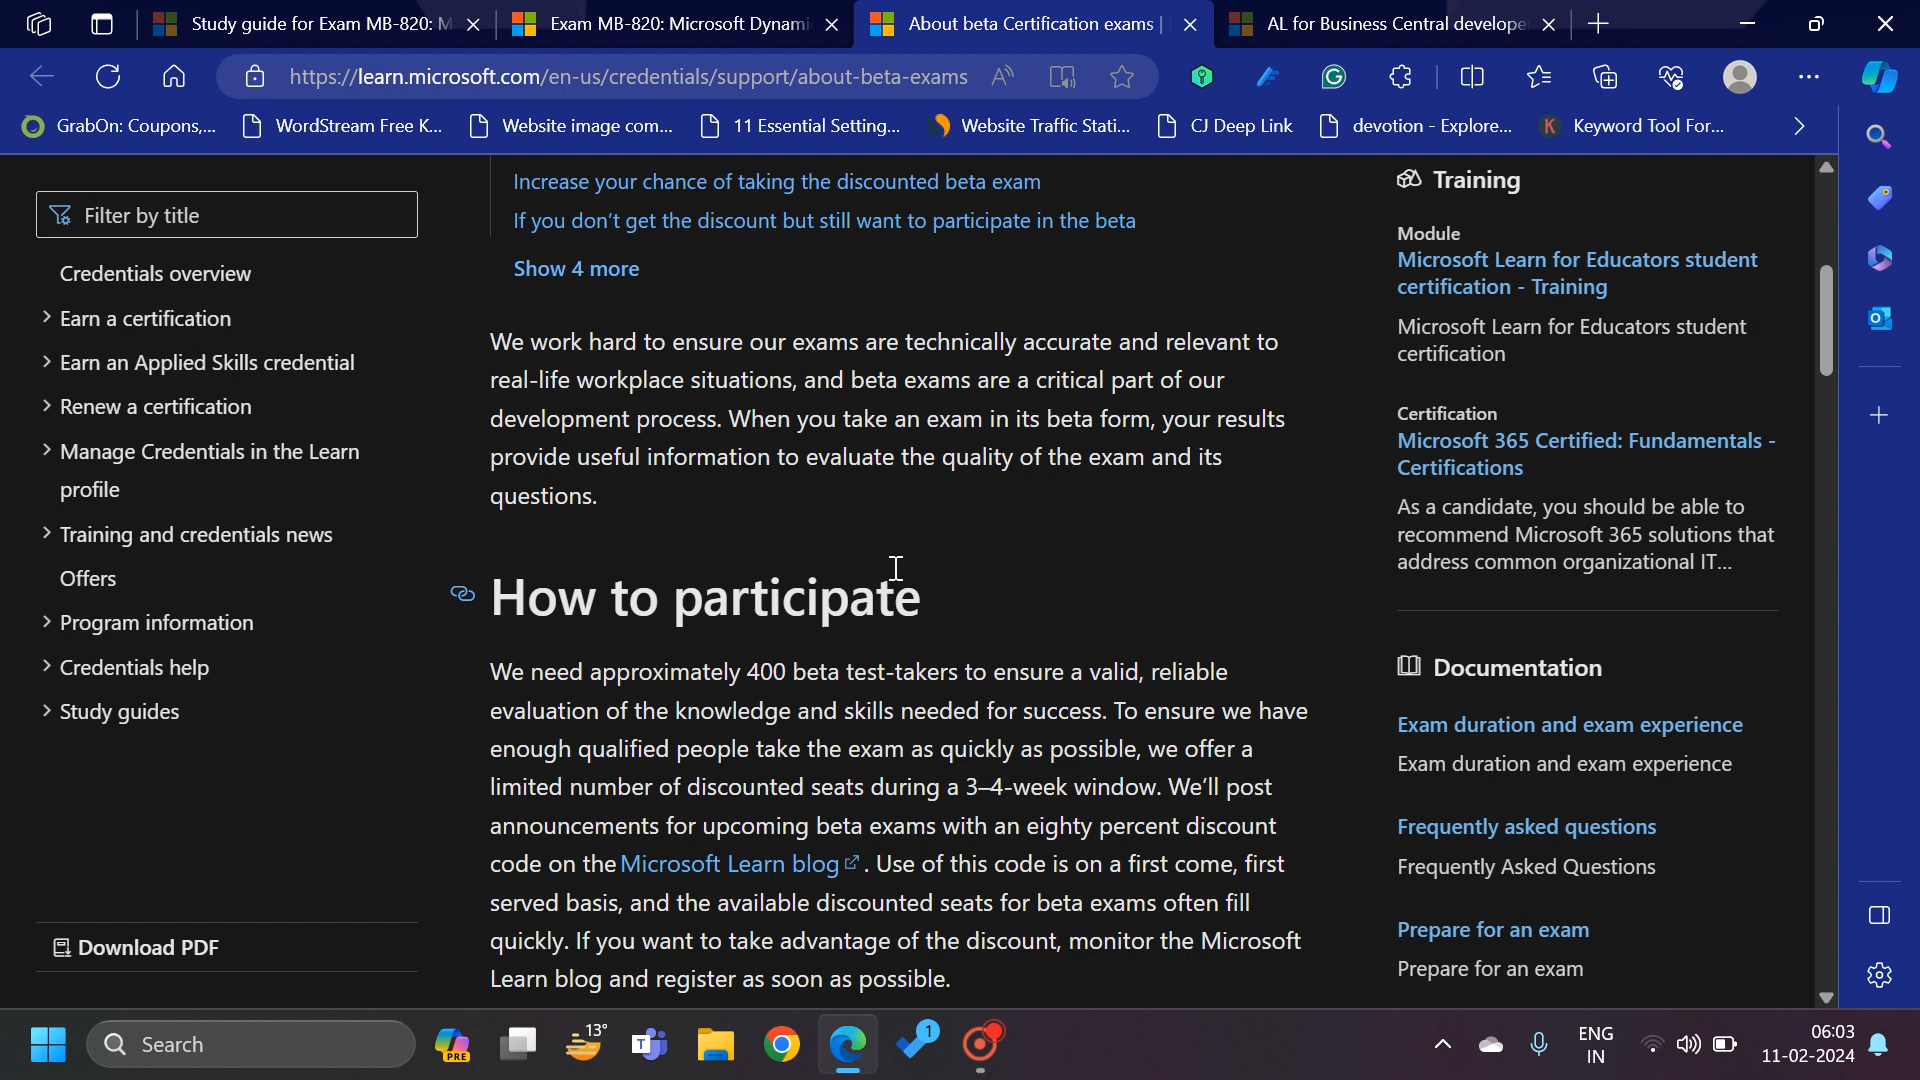 Study guide for Exam MB-820: M
Exam MB-820: Microsoft Dynami
About beta Certification exams |
AL for Business Central develope
https://learn.microsoft.com/en-us/credentials/support/about-beta-exams
GrabOn: Coupons,...
WordStream Free K...
Website image com...
11 Essential Setting...
Website Traffic Stati...
CJ Deep Link
devotion - Explore...
Keyword Tool For...
Filter by title
Credentials overview
Earn a certification
Earn an Applied Skills credential
Renew a certification
Manage Credentials in the Learn
profile
Training and credentials news
Offers
Program information
Credentials help
Study guides
Download PDF
Increase your chance of taking the discounted beta exam
If you don’t get the discount but still want to participate in the beta
Show 4 more
We work hard to ensure our exams are technically accurate and relevant to
real-life workplace situations, and beta exams are a critical part of our
development process. When you take an exam in its beta form, your results
provide useful information to evaluate the quality of the exam and its
questions.
How to participate
We need approximately 400 beta test-takers to ensure a valid, reliable
evaluation of the knowledge and skills needed for success. To ensure we have
enough qualified people take the exam as quickly as possible, we offer a
limited number of discounted seats during a 3–4-week window. We’ll post
announcements for upcoming beta exams with an eighty percent discount
code on the Microsoft Learn blog. Use of this code is on a first come, first
served basis, and the available discounted seats for beta exams often fill
quickly. If you want to take advantage of the discount, monitor the Microsoft
Learn blog and register as soon as possible.
Training
Module
Microsoft Learn for Educators student
certification - Training
Microsoft Learn for Educators student
certification
Certification
Microsoft 365 Certified: Fundamentals -
Certifications
As a candidate, you should be able to
recommend Microsoft 365 solutions that
address common organizational IT...
Documentation
Exam duration and exam experience
Exam duration and exam experience
Frequently asked questions
Frequently Asked Questions
Prepare for an exam
Prepare for an exam
Search
PRE
13°
1
ENG
IN
06:03
11-02-2024